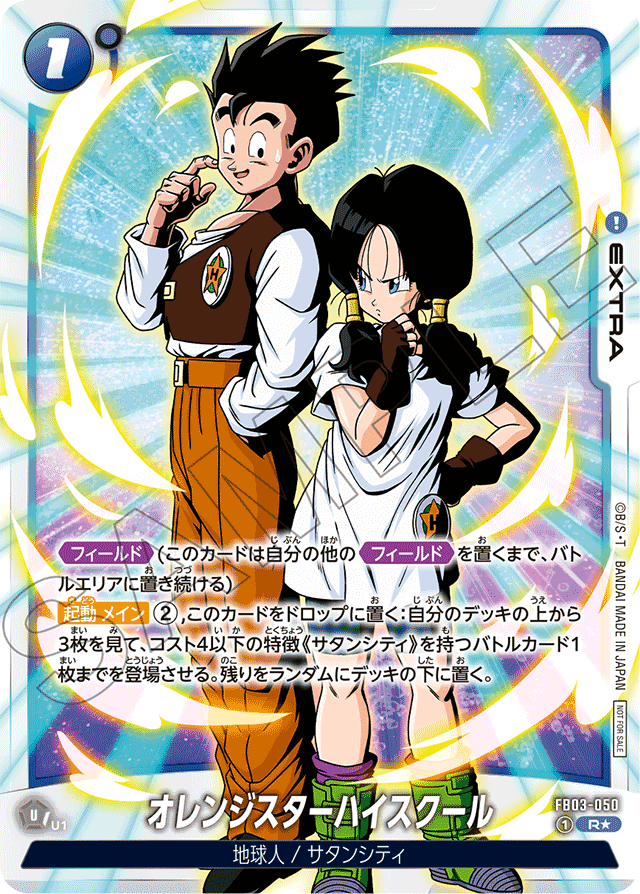 1
EXTRA
SAMPLE
フィールド (このカードは自分の他の フィールド を置くまで、バト
ルエリアに置き続ける)
起動 メイン ②,このカードをドロップに置く:自分のデッキの上から
3枚を見て、コスト4以下の特徴《サタンシティ》を持つバトルカード1
枚までを登場させる。残りをランダムにデッキの下に置く。
©B/S・T BANDAI MADE IN JAPAN
NOT FOR SALE
H
H
U/U1
オレンジスターハイスクール
FB03-050
① R★
地球人 / サタンシティ